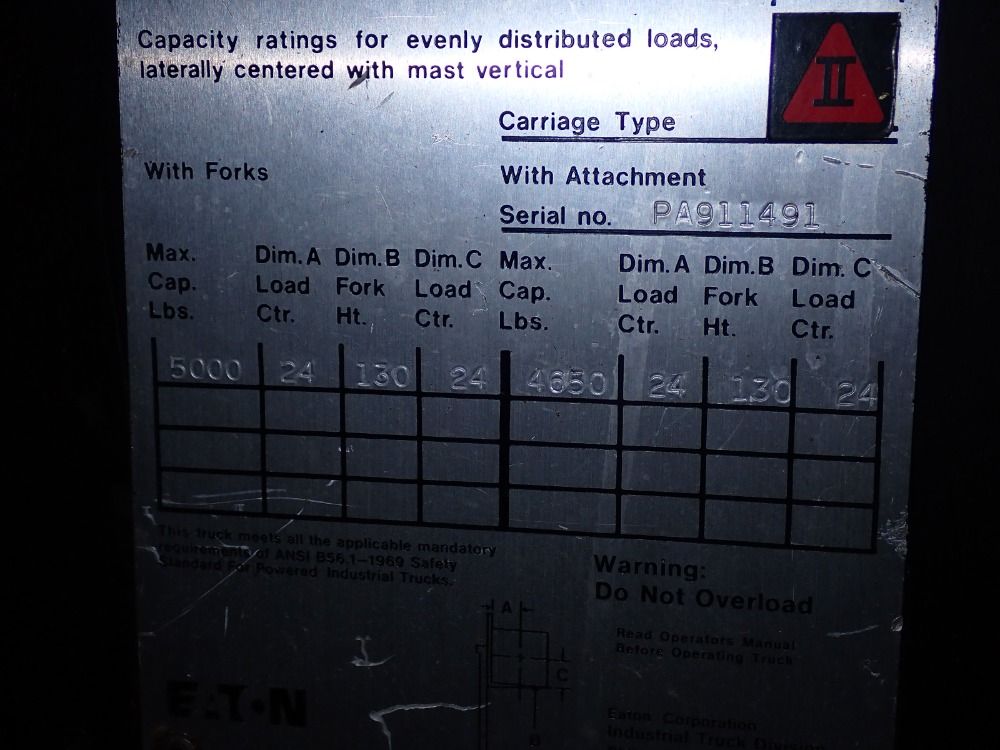 Capacity ratings for evenly distributed loads,
laterally centered with mast vertical
II
Carriage Type
With Forks
With Attachment
Serial no. PA911491
Max. Dim. A Dim. B Dim. C Max. Dim. A Dim. B Dim. C
Cap. Load Fork Load Cap. Load Fork Load
Lbs. Ctr. Ht. Ctr. Lbs. Ctr. Ht. Ctr.
5000 24 130 24 4650 24 130 24
This truck meets all the applicable mandatory
requirements of ANSI B56.1-1969 Safety
Standard For Powered Industrial Trucks.
Warning:
Do Not Overload
Read Operators Manual
Before Operating Truck
A
C
B
EATON
Eaton Corporation
Industrial Truck